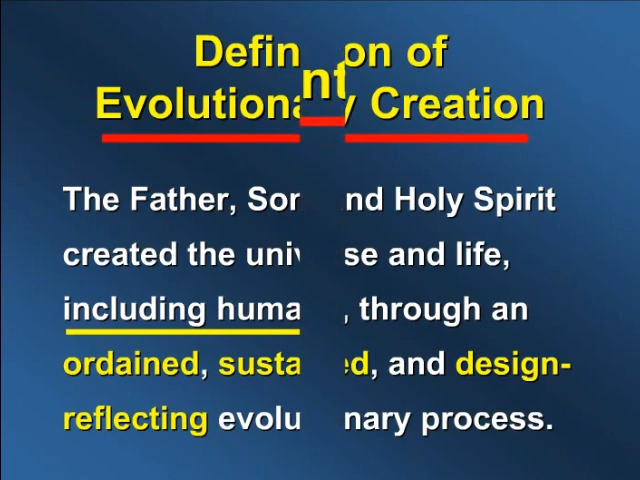 Defin on of
nt
Evolutiona y Creation
The Father, Son nd Holy Spirit
created the univ se and life,
including huma , through an
ordained, susta ed, and design-
reflecting evolu nary process.